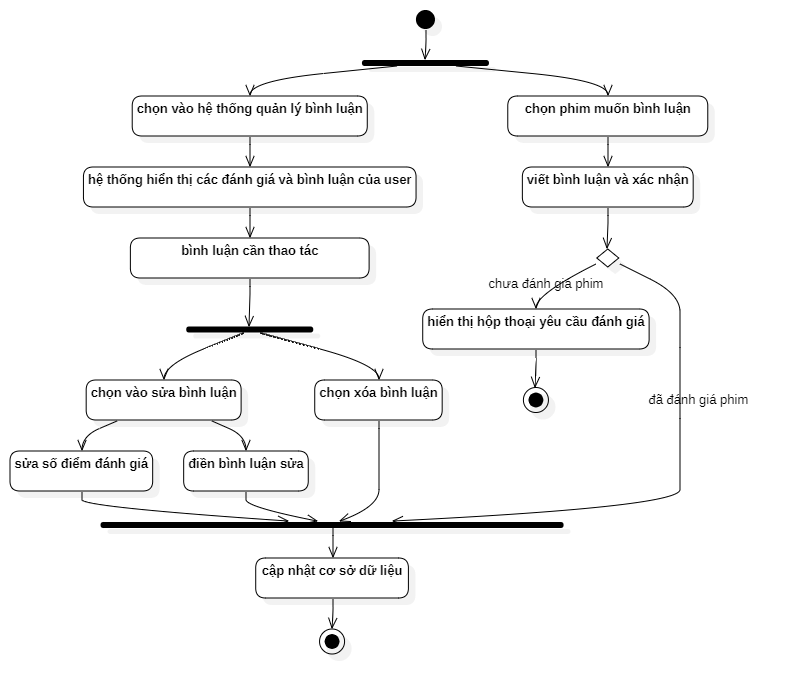 chọn vào hệ thống quản lý bình luận
chọn phim muốn bình luận
hệ thống hiển thị các đánh giá và bình luận của user
viết bình luận và xác nhận
bình luận cần thao tác
chưa đánh giá phim
hiển thị hộp thoại yêu cầu đánh giá
chọn vào sửa bình luận
chọn xóa bình luận
đã đánh giá phim
sửa số điểm đánh giá
điền bình luận sửa
cập nhật cơ sở dữ liệu